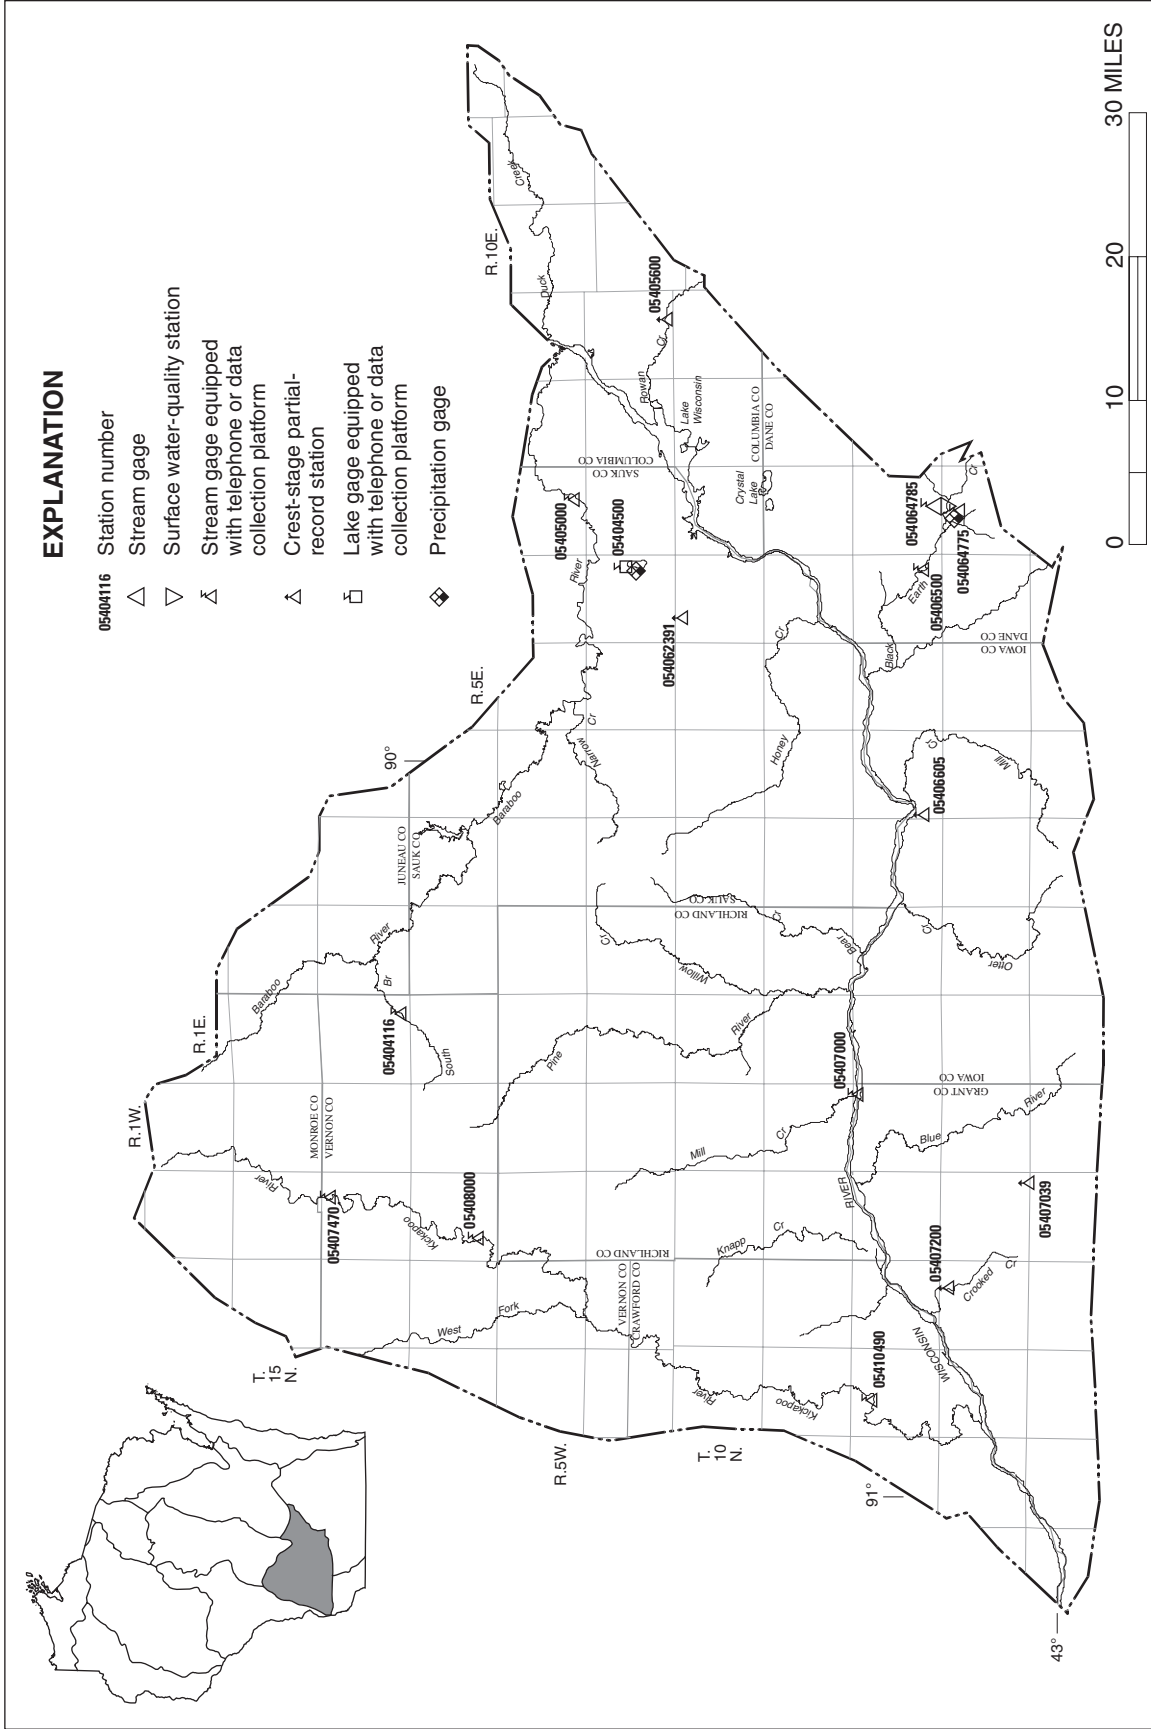 EXPLANATION
05404116 Station number
Stream gage
Surface water-quality station
Stream gage equipped
with telephone or data
collection platform
Crest-stage partial-
record station
Lake gage equipped
with telephone or data
collection platform
Precipitation gage
R.1W.
R.1E.
R.5E.
R.10E.
R.5W.
T.
15
N.
T.
10
N.
90°
91°
43°
MONROE CO
VERNON CO
JUNEAU CO
SAUK CO
SAUK CO
COLUMBIA CO
COLUMBIA CO
DANE CO
VERNON CO
CRAWFORD CO
RICHLAND CO
RICHLAND CO
SAUK CO
IOWA CO
DANE CO
GRANT CO
IOWA CO
River
Kickapoo
West
Fork
River
Kickapoo
Baraboo
River
South
Br
Baraboo
Narrow
Cr
River
Duck
Creek
Rowan
Cr
Lake
Wisconsin
Crystal
Lake
Honey
Cr
Black
Earth
Cr
Mill
Cr
Otter
Cr
Bear
Cr
Willow
Cr
Pine
River
Mill
Cr
Knapp
Cr
Blue
River
Crooked
Cr
WISCONSIN
RIVER
05407470
05408000
05404116
05405000
05404500
054062391
05405600
054064785
054064775
05406500
05406605
05407000
05407039
05407200
05410490
0
10
20
30 MILES